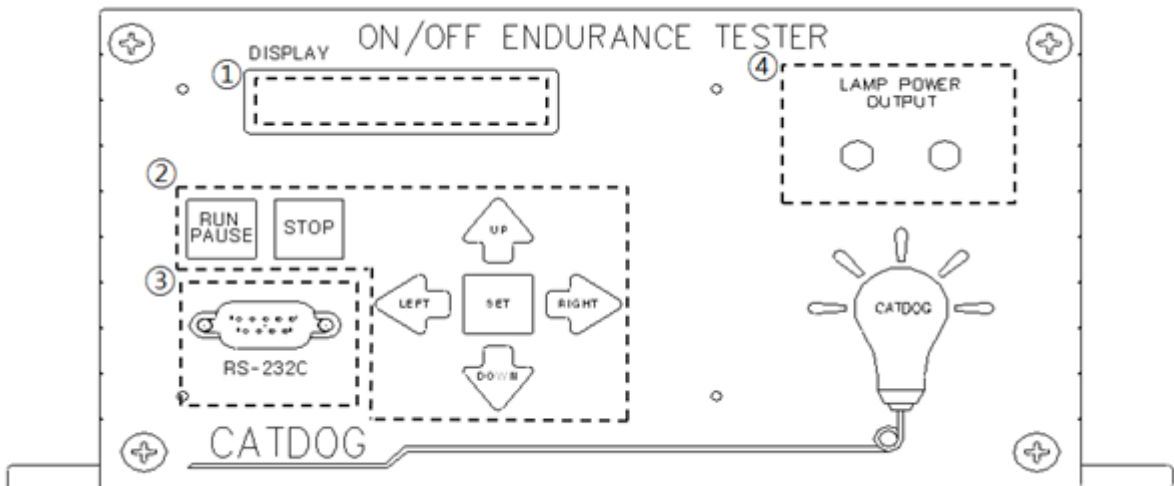 ON/OFF ENDURANCE TESTER
DISPLAY
①
④
LAMP POWER
OUTPUT
②
RUN
PAUSE
STOP
UP
③
LEFT
SET
RIGHT
CATDOG
DOWN
RS-232C
CATDOG